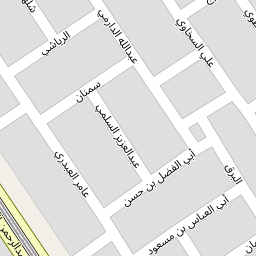 الرياشي
عبدالله الدارمي
علي السخاوي
سمنان
عبدالعزيز السلمي
عامر العبدري
أبي الفضل بن حسن
البرق
أبي العباس بن مسعود